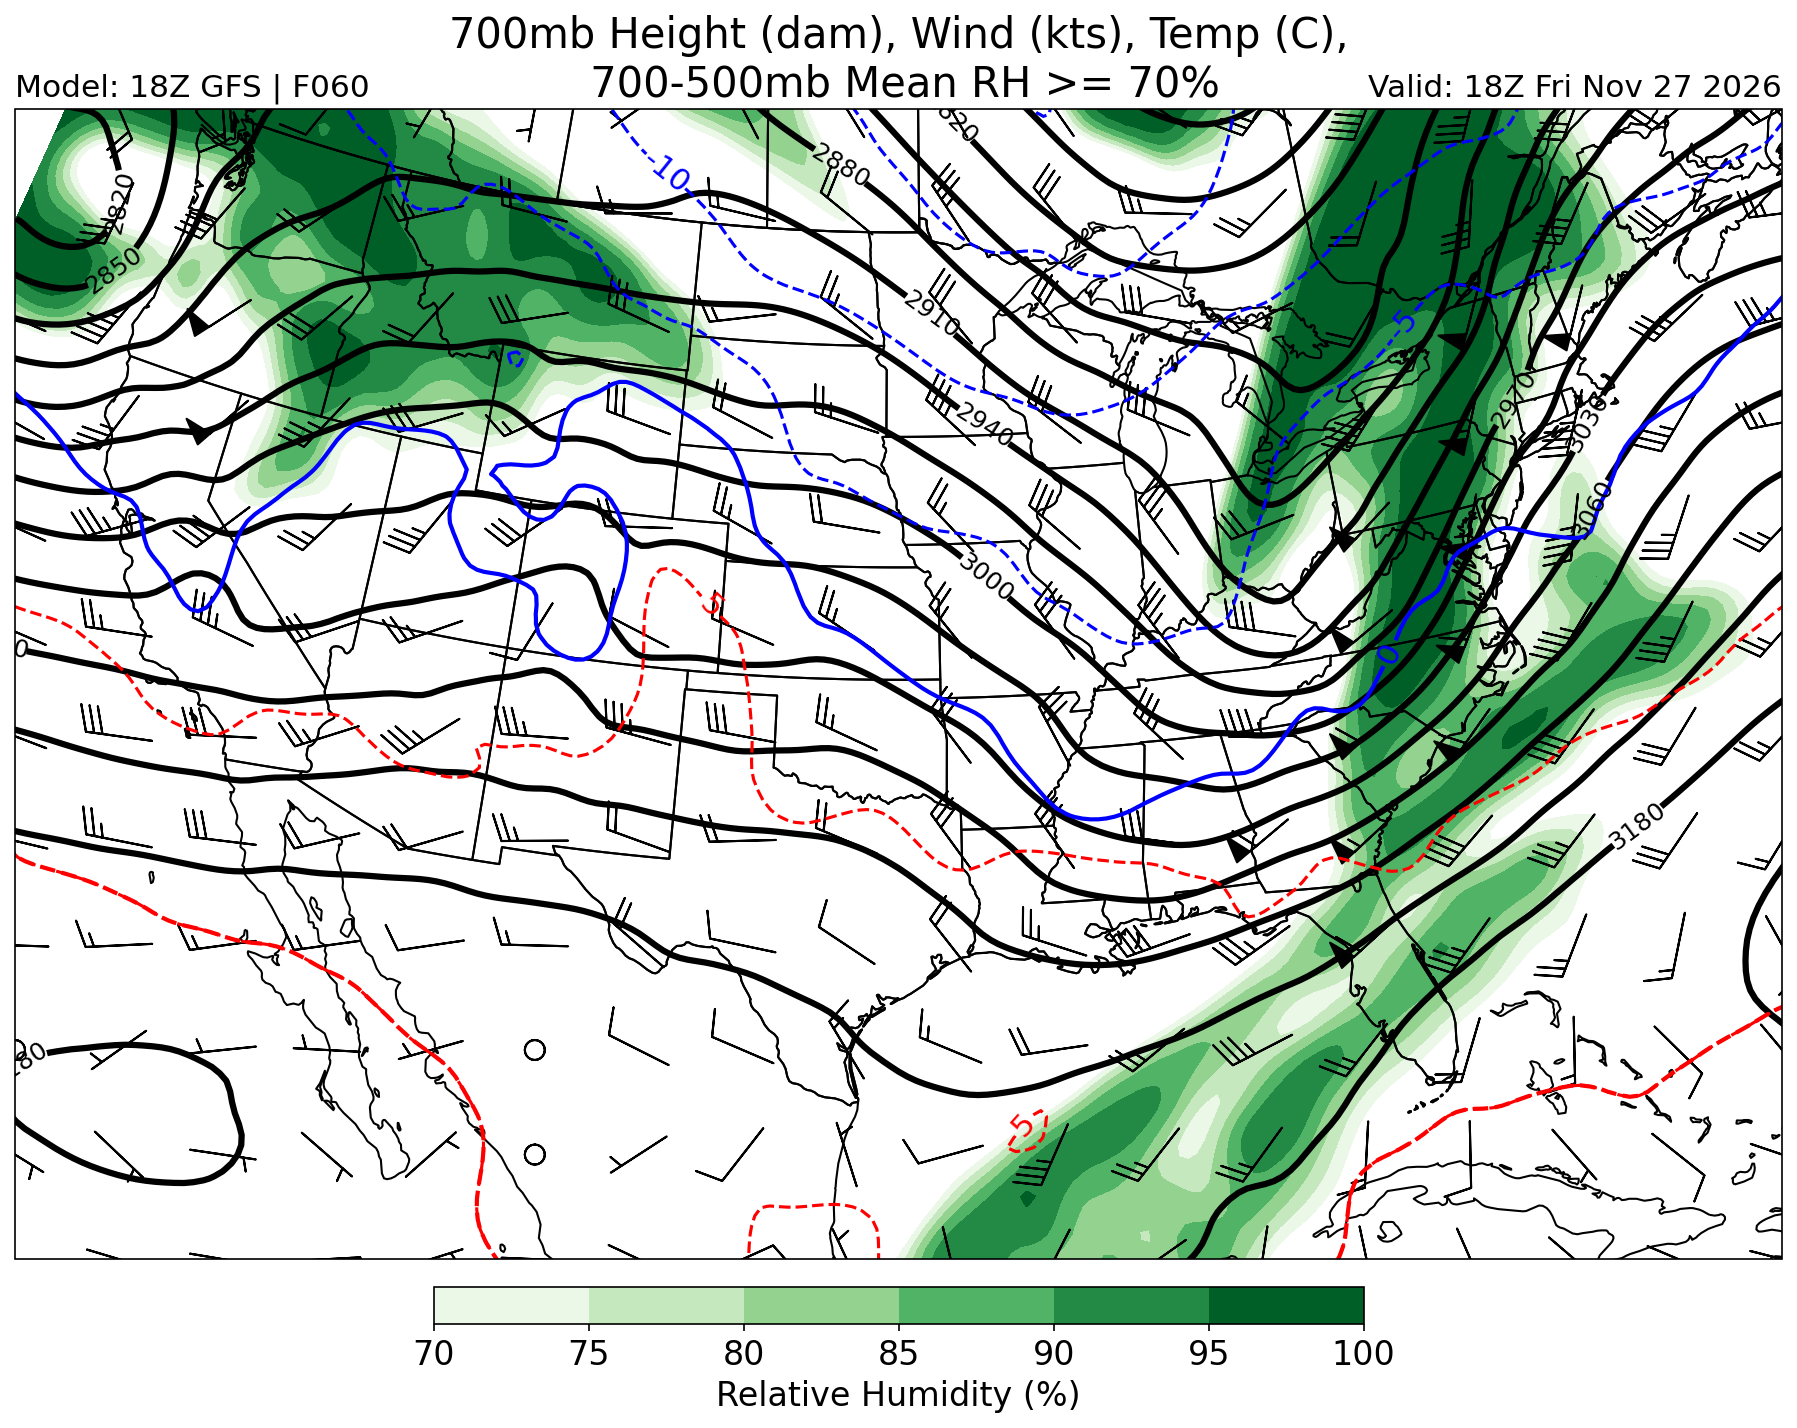 700mb Height (dam), Wind (kts), Temp (C),
Model: 18Z GFS | F060
700-500mb Mean RH >= 70%
Valid: 18Z Fri Nov 27 2026
2820
2850
2880
-10
2910
-5
2940
2970
3000
3060
5
0
3180
5
70 75 80 85 90 95 100
Relative Humidity (%)